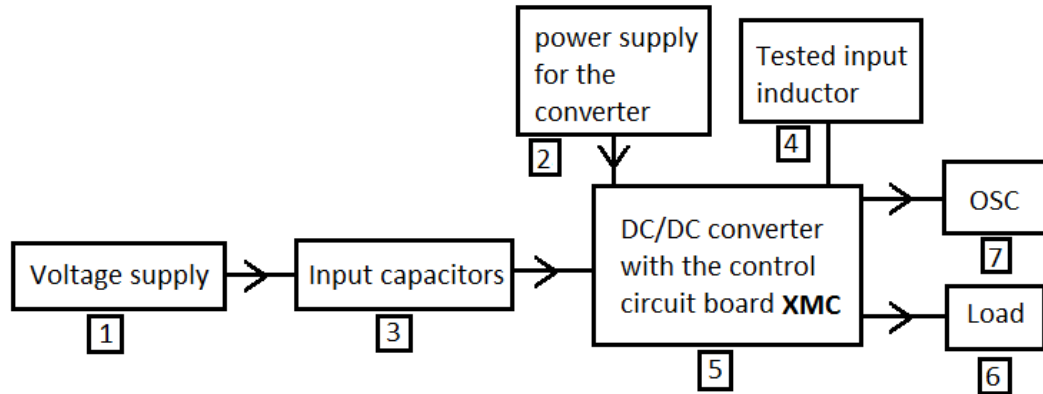 power supply
for the
converter
2
Tested input
inductor
4
Voltage supply
1
Input capacitors
3
DC/DC converter
with the control
circuit board XMC
5
OSC
7
Load
6